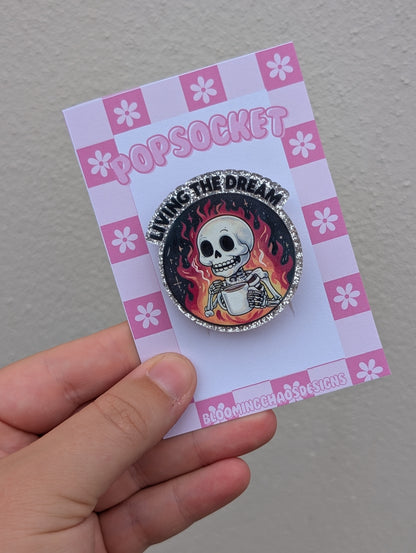 POPSOCKET
LIVING THE DREAM
BLOOMINGCHAOSDESIGNS